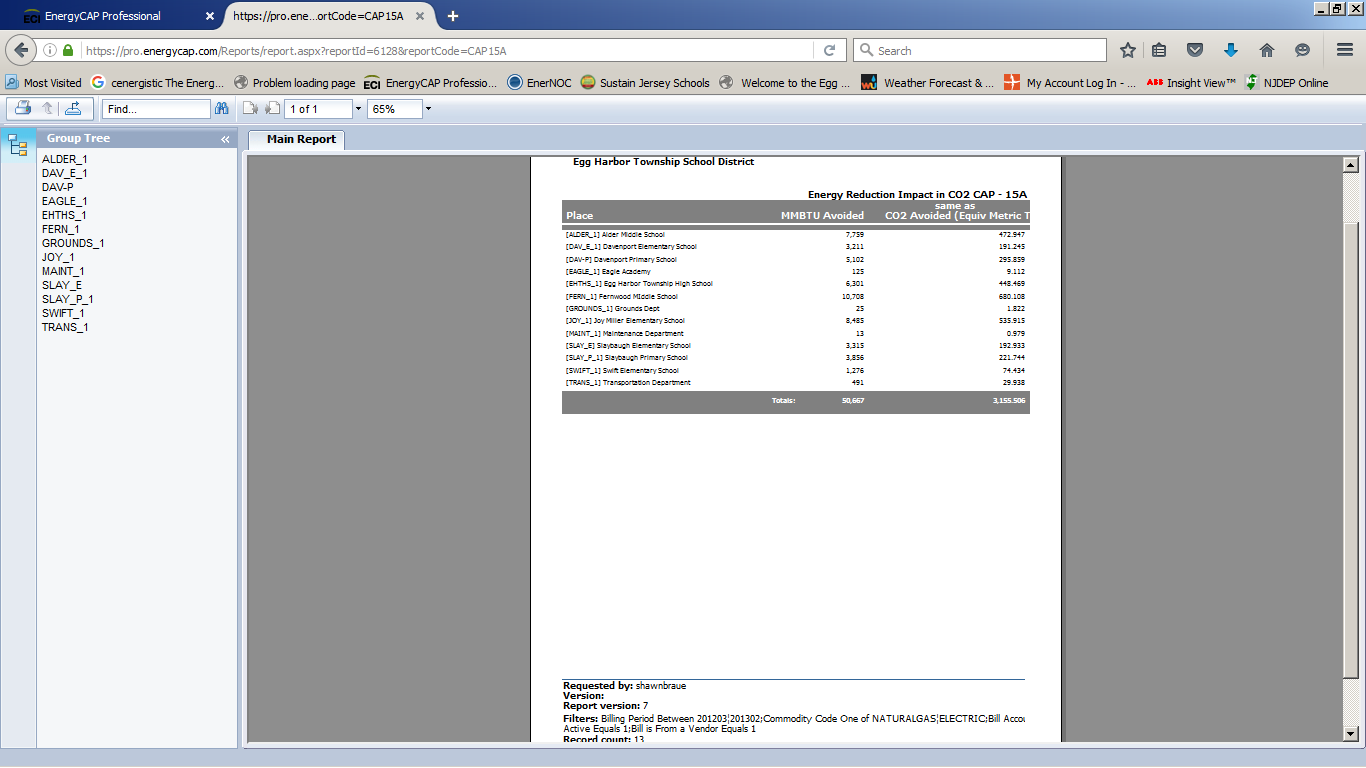 EnergyCAP Professional
https://pro.ene...ortCode=CAP15A
https://pro.energycap.com/Reports/report.aspx?reportId=6128&reportCode=CAP15A
Search
Most Visited
cenergistic The Energ...
Problem loading page
ECI EnergyCAP Professio...
EnerNOC
Sustain Jersey Schools
Welcome to the Egg ...
Weather Forecast & ...
My Account Log In - ...
ABB Insight View™
NJDEP Online
Find...
1 of 1
65%
Group Tree
Main Report
ALDER_1
DAV_E_1
DAV-P
EAGLE_1
EHTHS_1
FERN_1
GROUNDS_1
JOY_1
MAINT_1
SLAY_E
SLAY_P_1
SWIFT_1
TRANS_1
Egg Harbor Township School District
Energy Reduction Impact in CO2 CAP - 15A
same as
Place MMBTU Avoided CO2 Avoided (Equiv Metric T
[ALDER_1] Alder Middle School 7,759 472.947
[DAV_E_1] Davenport Elementary School 3,211 191.245
[DAV-P] Davenport Primary School 5,102 295.859
[EAGLE_1] Eagle Academy 125 9.112
[EHTHS_1] Egg Harbor Township High School 6,301 448.469
[FERN_1] Fernwood Middle School 10,708 680.108
[GROUNDS_1] Grounds Dept 25 1.822
[JOY_1] Joy Miller Elementary School 8,485 535.915
[MAINT_1] Maintenance Department 13 0.979
[SLAY_E] Slaybaugh Elementary School 3,315 192.933
[SLAY_P_1] Slaybaugh Primary School 3,856 221.744
[SWIFT_1] Swift Elementary School 1,276 74.434
[TRANS_1] Transportation Department 491 29.938
Totals: 50,667 3,155.506
Requested by: shawnbraue
Version:
Report version: 7
Filters: Billing Period Between 201203¦201302;Commodity Code One of NATURALGAS¦ELECTRIC;Bill Accou
Active Equals 1;Bill is From a Vendor Equals 1
Record count: 13